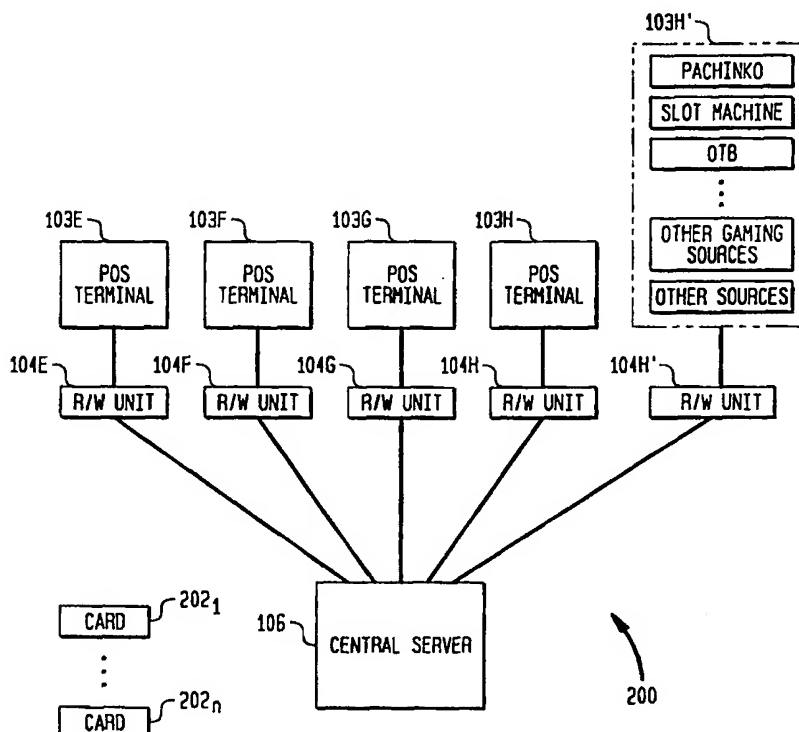 103H'
PACHINKO
SLOT MACHINE
OTB
OTHER GAMING
SOURCES
OTHER SOURCES
103E
103F
103G
103H
POS
TERMINAL
POS
TERMINAL
POS
TERMINAL
POS
TERMINAL
104E
104F
104G
104H
104H'
R/W UNIT
R/W UNIT
R/W UNIT
R/W UNIT
R/W UNIT
106
CENTRAL SERVER
CARD
202₁
CARD
202ₙ
200